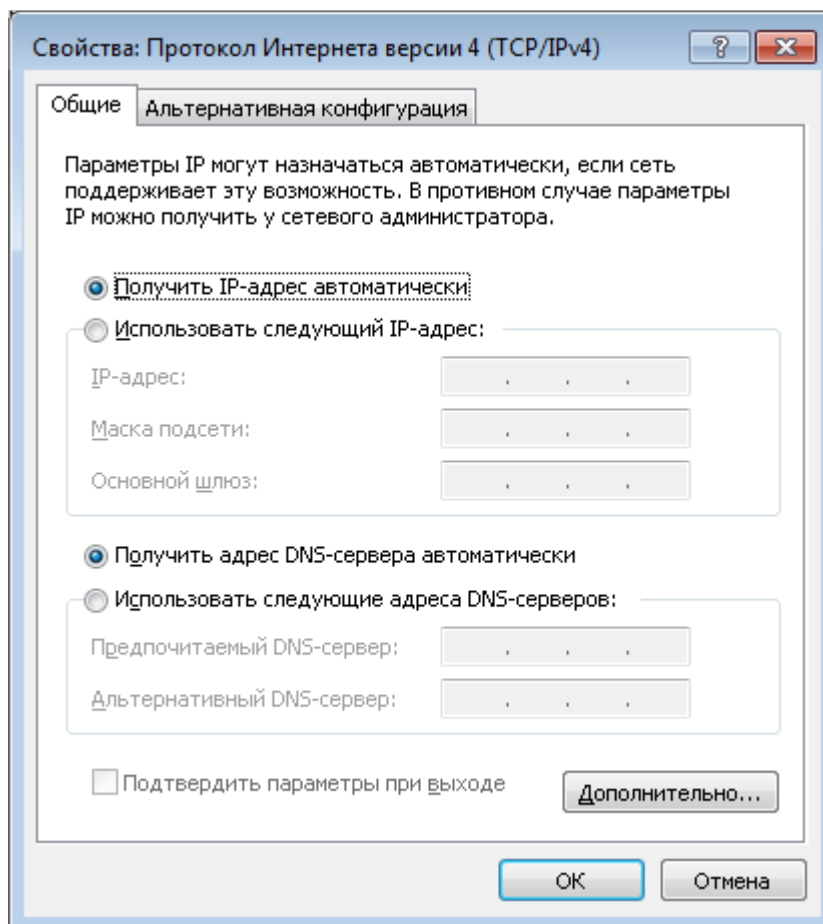 Свойства: Протокол Интернета версии 4 (TCP/IPv4)
Общие
Альтернативная конфигурация
Параметры IP могут назначаться автоматически, если сеть
поддерживает эту возможность. В противном случае параметры
IP можно получить у сетевого администратора.
Получить IP-адрес автоматически
Использовать следующий IP-адрес:
IP-адрес:
Маска подсети:
Основной шлюз:
Получить адрес DNS-сервера автоматически
Использовать следующие адреса DNS-серверов:
Предпочитаемый DNS-сервер:
Альтернативный DNS-сервер:
Подтвердить параметры при выходе
Дополнительно...
ОК
Отмена